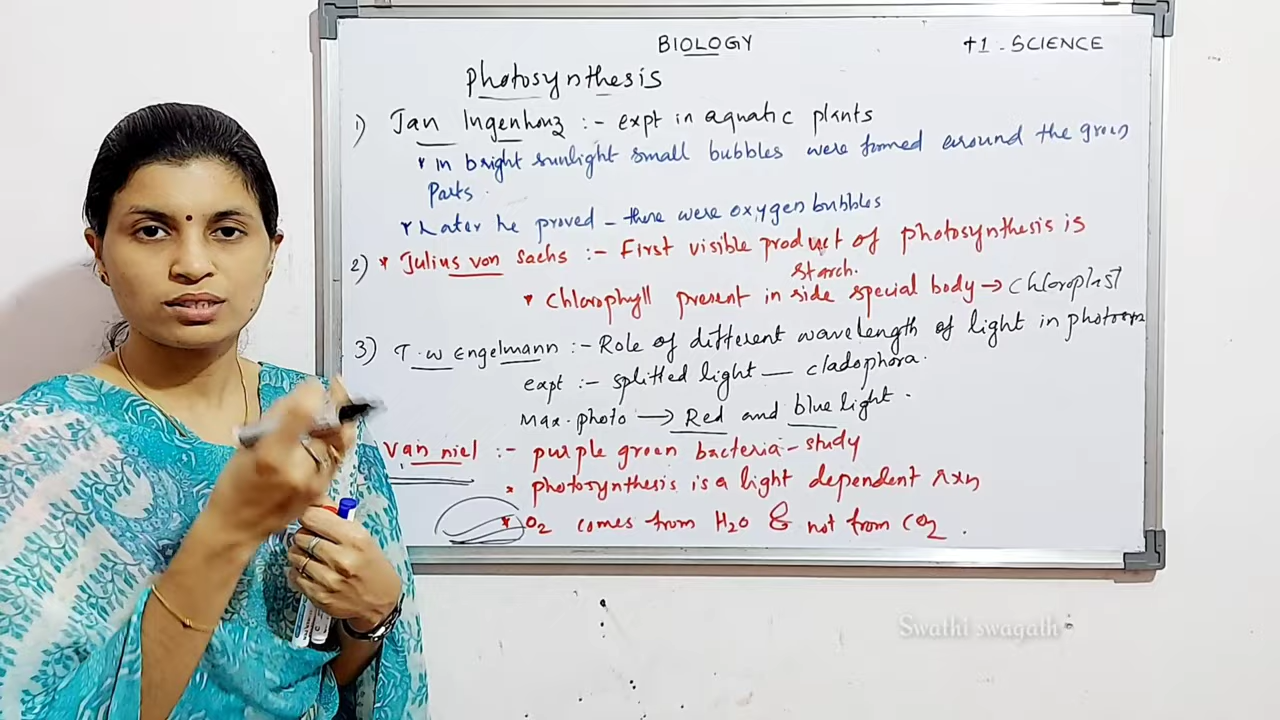 BIOLOGY +1 - SCIENCE
Photosynthesis
1) Jan Ingenhouz :- expt in aquatic plants
* in bright sunlight small bubbles were formed around the green
parts.
* Later he proved - there were oxygen bubbles
2) * Julius von Sachs :- First visible product of photosynthesis is
starch.
* chlorophyll present in side special body → chloroplast
3) T.W Engelmann :- Role of different wavelength of light in
expt :- splitted light — cladophora.
Max. photo → Red and blue light.
Van niel :- purple green bacteria - study
* photosynthesis is a light dependent rxn
* O2 comes from H2O & not from CO2.
Swathi swagath